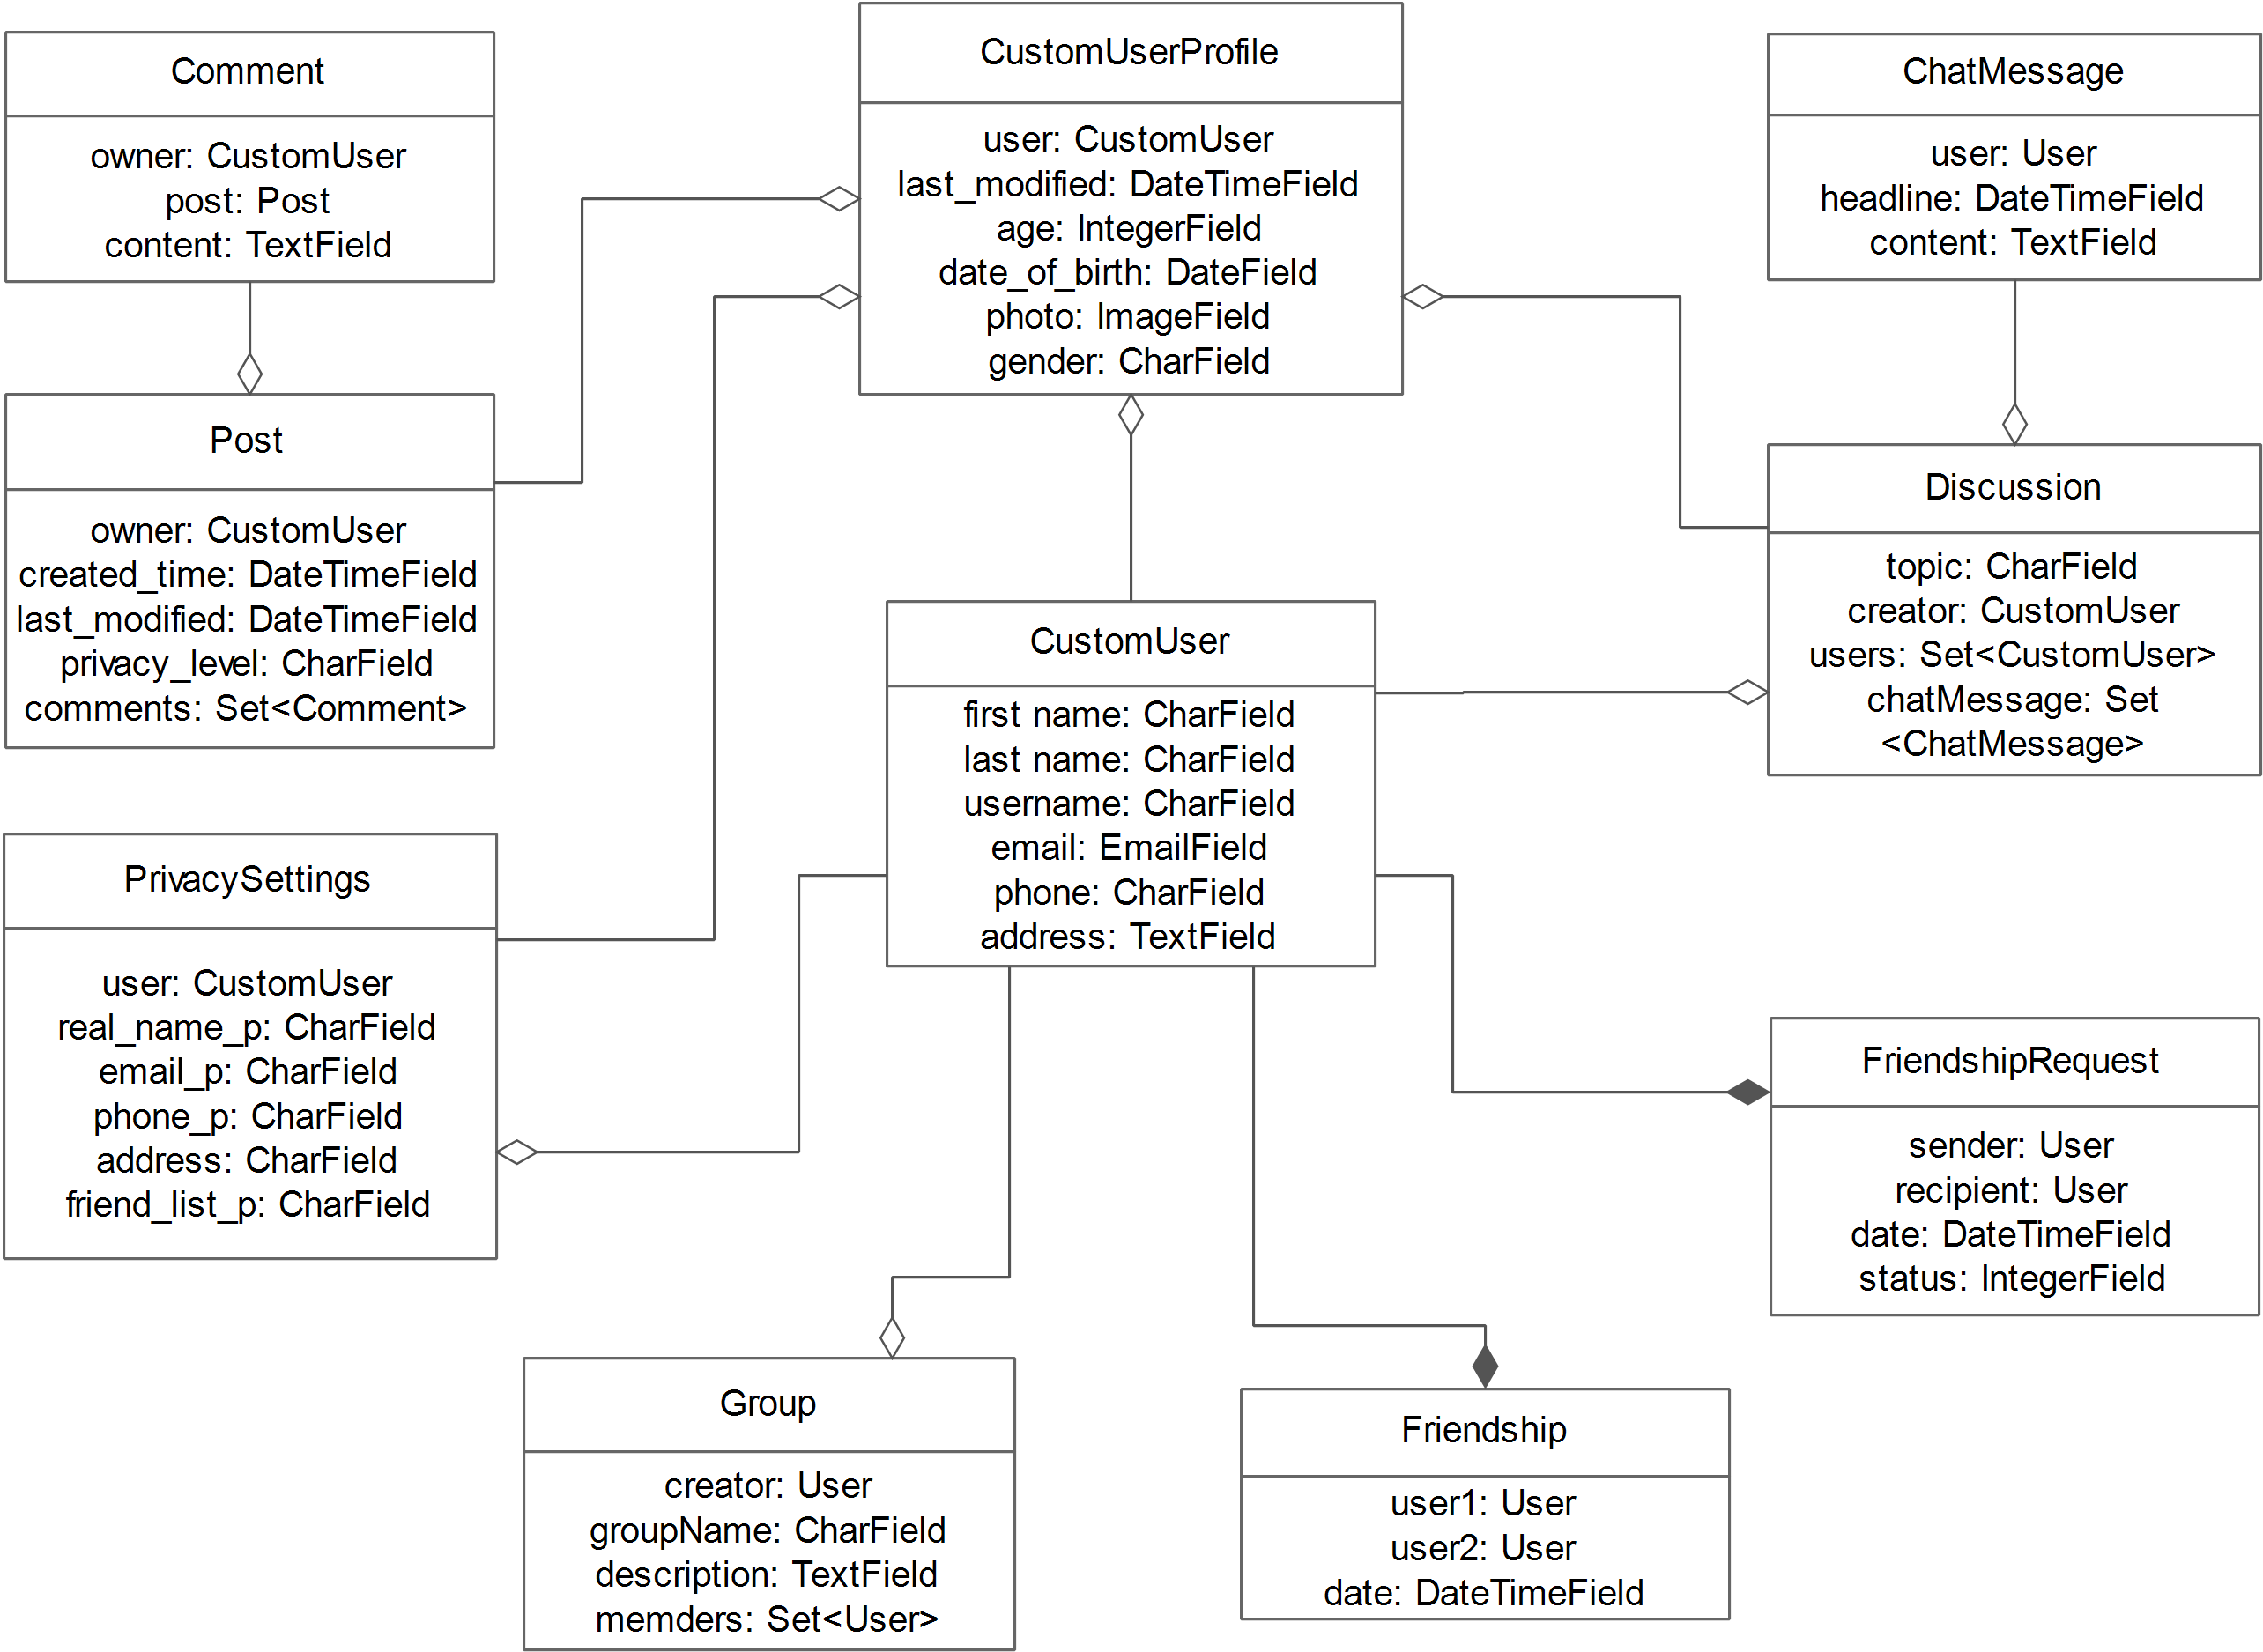 Comment
owner: CustomUser
post: Post
content: TextField
CustomUserProfile
user: CustomUser
last_modified: DateTimeField
age: IntegerField
date_of_birth: DateField
photo: ImageField
gender: CharField
ChatMessage
user: User
headline: DateTimeField
content: TextField
Post
owner: CustomUser
created_time: DateTimeField
last_modified: DateTimeField
privacy_level: CharField
comments: Set<Comment>
CustomUser
first name: CharField
last name: CharField
username: CharField
email: EmailField
phone: CharField
address: TextField
Discussion
topic: CharField
creator: CustomUser
users: Set<CustomUser>
chatMessage: Set
<ChatMessage>
PrivacySettings
user: CustomUser
real_name_p: CharField
email_p: CharField
phone_p: CharField
address: CharField
friend_list_p: CharField
FriendshipRequest
sender: User
recipient: User
date: DateTimeField
status: IntegerField
Group
creator: User
groupName: CharField
description: TextField
memders: Set<User>
Friendship
user1: User
user2: User
date: DateTimeField